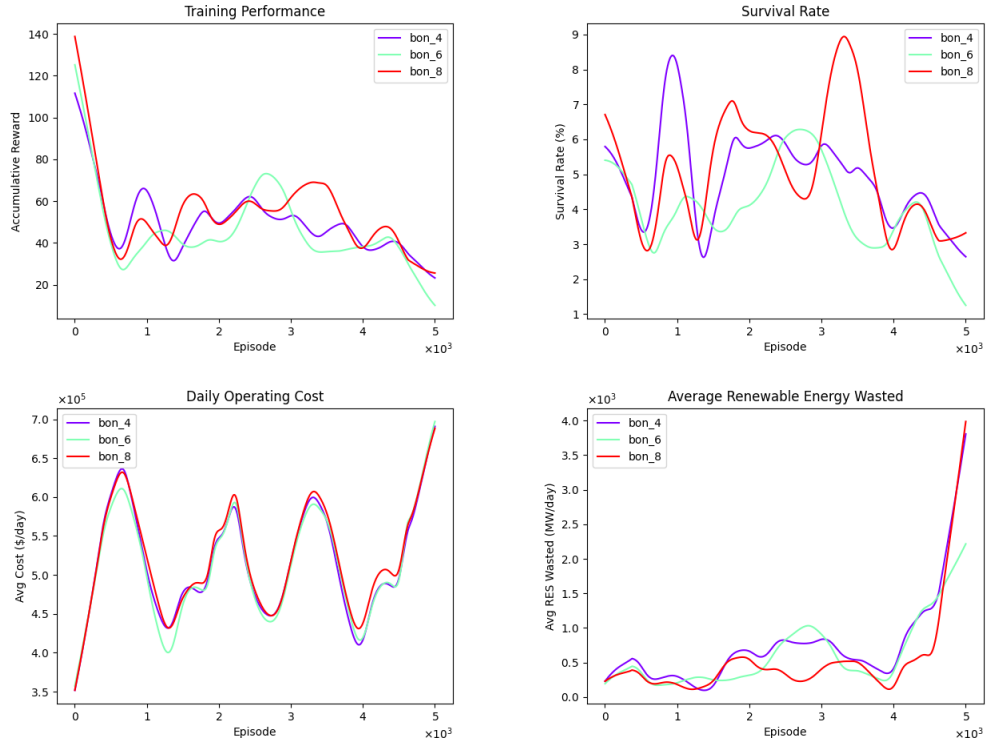 Training Performance
140
120
100
80
60
40
20
Accumulative Reward
bon_4
bon_6
bon_8
0 1 2 3 4 5
Episode
×10³
Survival Rate
9
8
7
6
5
4
3
2
1
Survival Rate (%)
bon_4
bon_6
bon_8
0 1 2 3 4 5
Episode
×10³
Daily Operating Cost
×10⁵
7.0
6.5
6.0
5.5
5.0
4.5
4.0
3.5
Avg Cost ($/day)
bon_4
bon_6
bon_8
0 1 2 3 4 5
Episode
×10³
Average Renewable Energy Wasted
×10³
4.0
3.5
3.0
2.5
2.0
1.5
1.0
0.5
0.0
Avg RES Wasted (MW/day)
bon_4
bon_6
bon_8
0 1 2 3 4 5
Episode
×10³